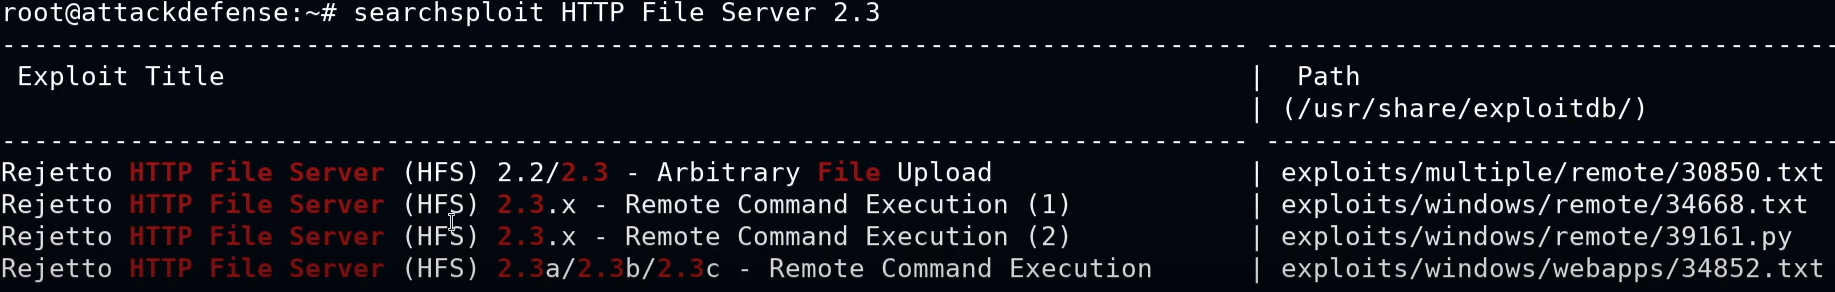 root@attackdefense:~# searchsploit HTTP File Server 2.3
------------------------------------------------------------------------------ ------------------------------------
 Exploit Title                                                                |  Path
                                                                              | (/usr/share/exploitdb/)
------------------------------------------------------------------------------ ------------------------------------
Rejetto HTTP File Server (HFS) 2.2/2.3 - Arbitrary File Upload                | exploits/multiple/remote/30850.txt
Rejetto HTTP File Server (HFS) 2.3.x - Remote Command Execution (1)           | exploits/windows/remote/34668.txt
Rejetto HTTP File Server (HFS) 2.3.x - Remote Command Execution (2)           | exploits/windows/remote/39161.py
Rejetto HTTP File Server (HFS) 2.3a/2.3b/2.3c - Remote Command Execution      | exploits/windows/webapps/34852.txt